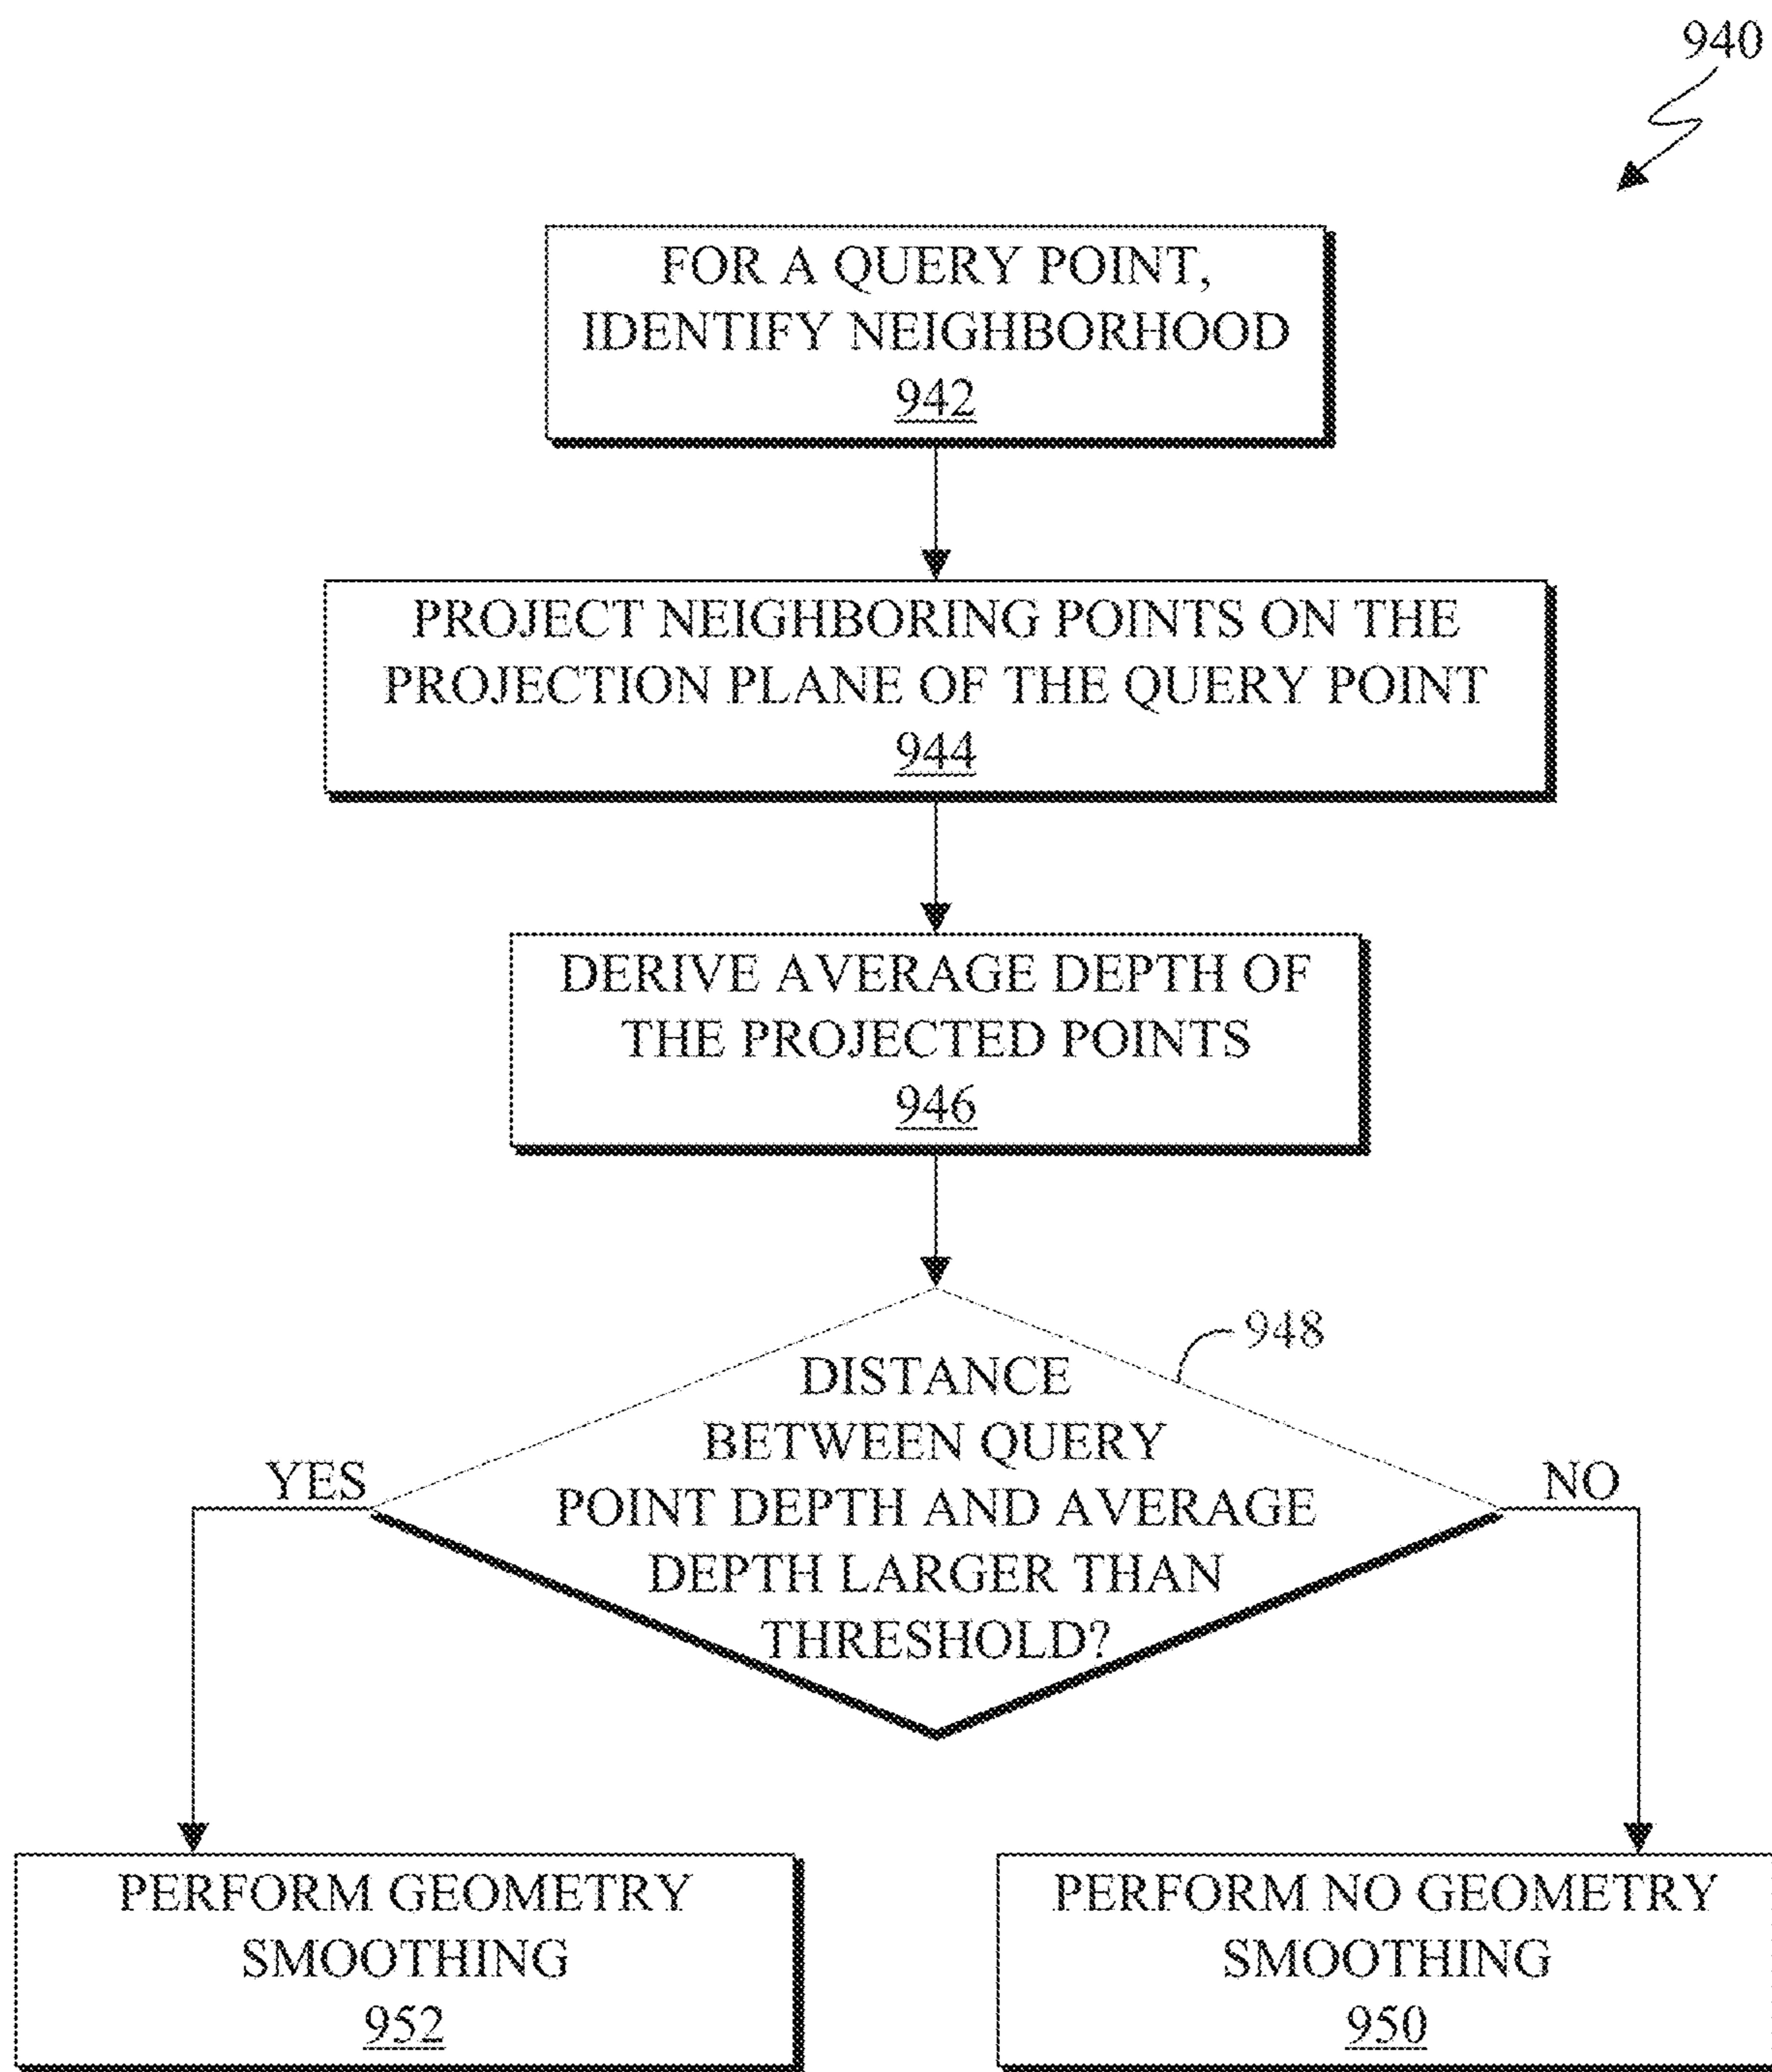 940
FOR A QUERY POINT,
IDENTIFY NEIGHBORHOOD
942
PROJECT NEIGHBORING POINTS ON THE
PROJECTION PLANE OF THE QUERY POINT
944
DERIVE AVERAGE DEPTH OF
THE PROJECTED POINTS
946
948
DISTANCE
BETWEEN QUERY
POINT DEPTH AND AVERAGE
DEPTH LARGER THAN
THRESHOLD?
YES
NO
PERFORM GEOMETRY
SMOOTHING
952
PERFORM NO GEOMETRY
SMOOTHING
950